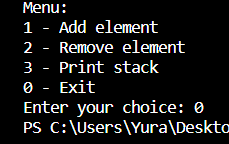 Menu:
1 - Add element
2 - Remove element
3 - Print stack
0 - Exit
Enter your choice: 0
PS C:\Users\Yura\Deskto